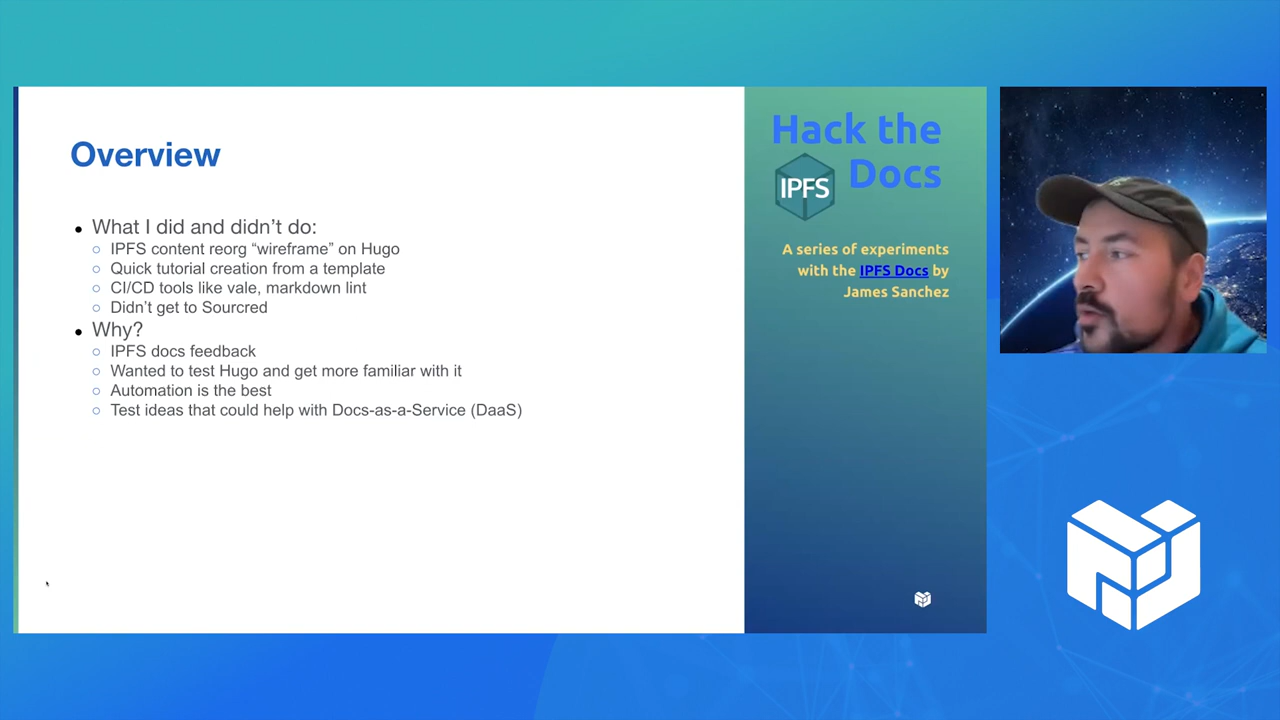 Overview
What I did and didn’t do:
IPFS content reorg “wireframe” on Hugo
Quick tutorial creation from a template
CI/CD tools like vale, markdown lint
Didn’t get to Sourcred
Why?
IPFS docs feedback
Wanted to test Hugo and get more familiar with it
Automation is the best
Test ideas that could help with Docs-as-a-Service (DaaS)
Hack the
IPFS Docs
A series of experiments
with the IPFS Docs by
James Sanchez